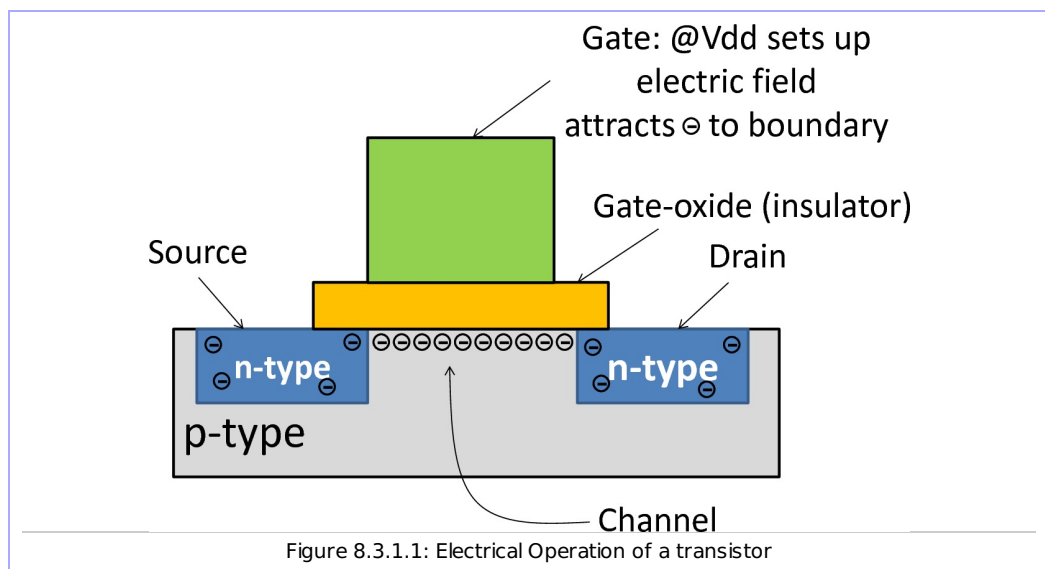 Gate: @Vdd sets up
electric field
attracts ⊖ to boundary
Gate-oxide (insulator)
Source
Drain
n-type
n-type
p-type
Channel
Figure 8.3.1.1: Electrical Operation of a transistor